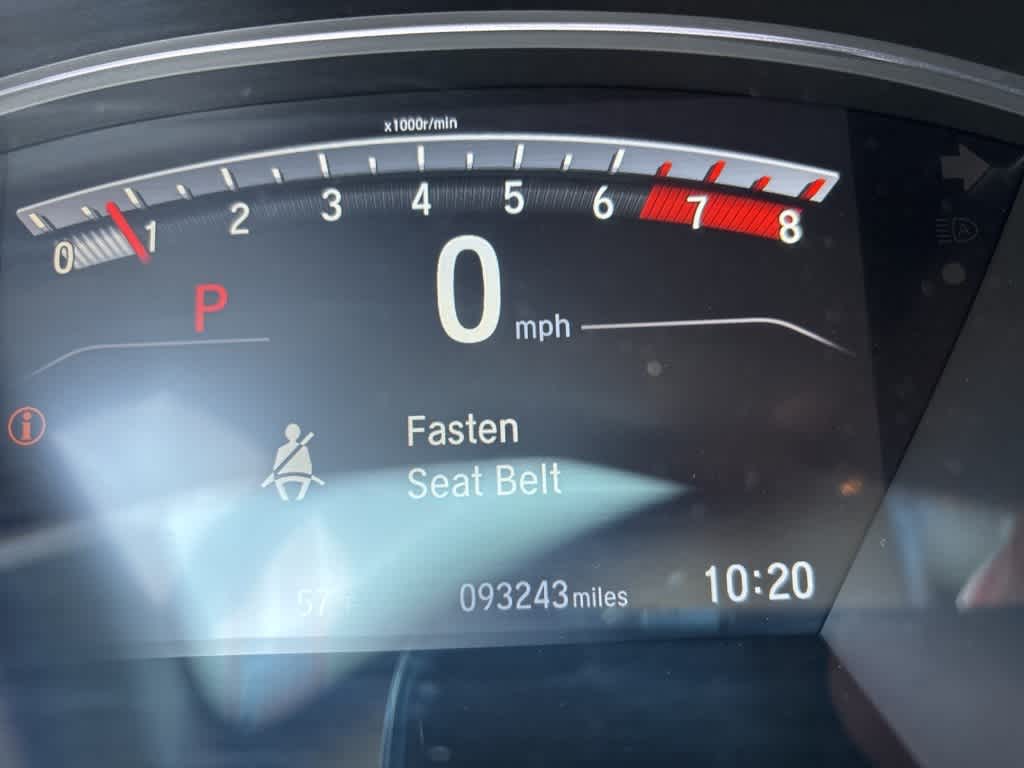 x1000r/min
0 1 2 3 4 5 6 7 8
P
0 mph
i
Fasten
Seat Belt
57
093243 miles
10:20